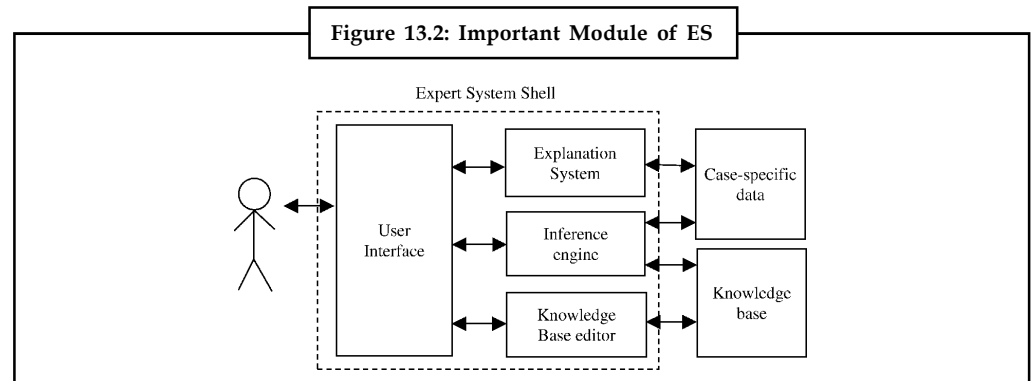 Figure 13.2: Important Module of ES
Expert System Shell
User
Interface
Explanation
System
Inference
engine
Knowledge
Base editor
Case-specific
data
Knowledge
base